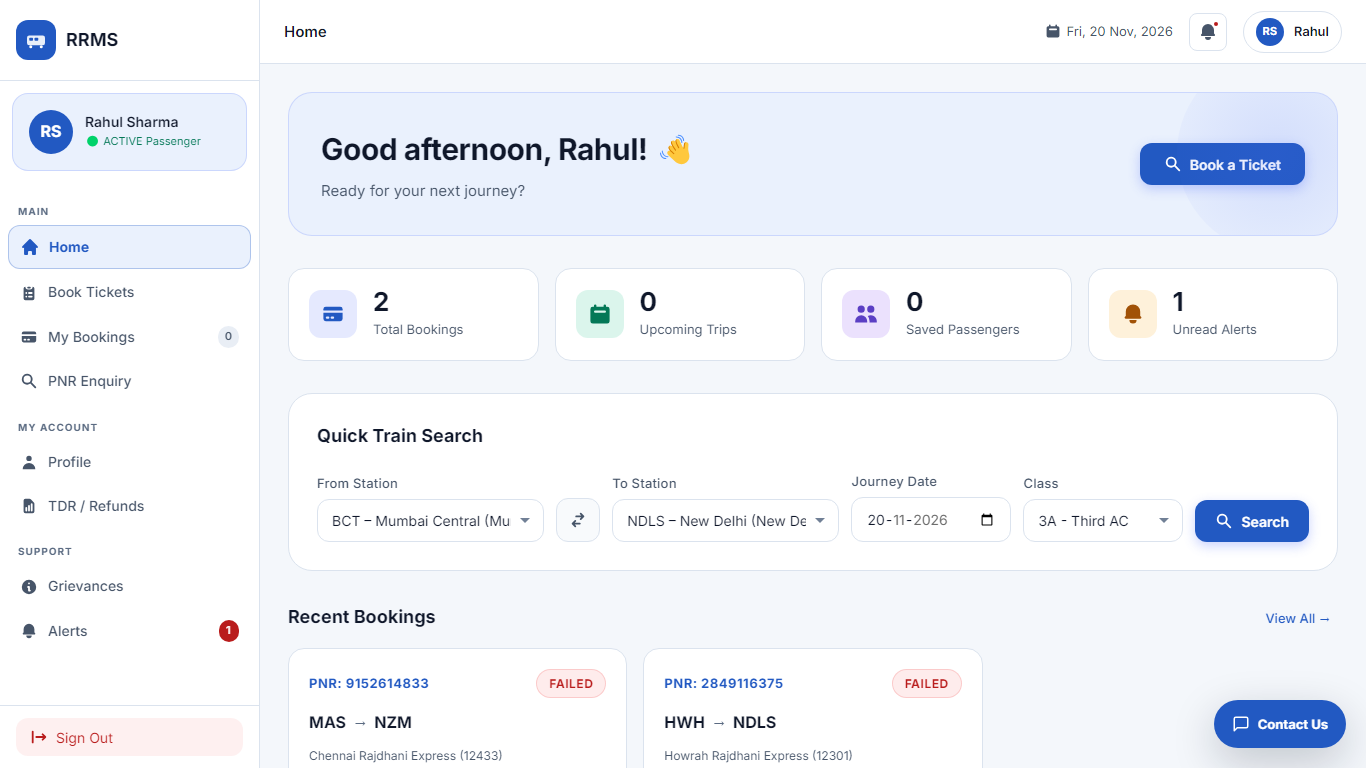 RRMS
RS
Rahul Sharma
ACTIVE Passenger
MAIN
Home
Book Tickets
My Bookings 0
PNR Enquiry
MY ACCOUNT
Profile
TDR / Refunds
SUPPORT
Grievances
Alerts 1
Sign Out
Home
Fri, 20 Nov, 2026
RS Rahul
Good afternoon, Rahul! 👋
Ready for your next journey?
Book a Ticket
2
Total Bookings
0
Upcoming Trips
0
Saved Passengers
1
Unread Alerts
Quick Train Search
From Station
BCT – Mumbai Central (Mu
To Station
NDLS – New Delhi (New De
Journey Date
20-11-2026
Class
3A - Third AC
Search
Recent Bookings
View All →
PNR: 9152614833 FAILED
MAS → NZM
Chennai Rajdhani Express (12433)
PNR: 2849116375 FAILED
HWH → NDLS
Howrah Rajdhani Express (12301)
Contact Us